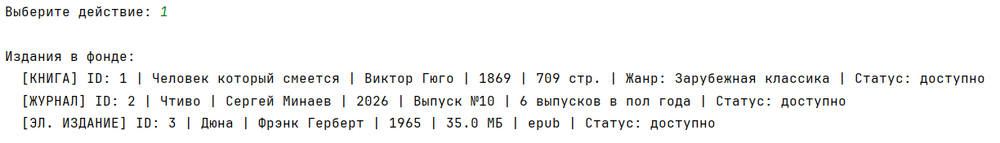 Выберите действие: 1
Издания в фонде:
[КНИГА] ID: 1 | Человек который смеется | Виктор Гюго | 1869 | 709 стр. | Жанр: Зарубежная классика | Статус: доступно
[ЖУРНАЛ] ID: 2 | Чтиво | Сергей Минаев | 2026 | Выпуск №10 | 6 выпусков в пол года | Статус: доступно
[ЭЛ. ИЗДАНИЕ] ID: 3 | Дюна | Фрэнк Герберт | 1965 | 35.0 МБ | epub | Статус: доступно